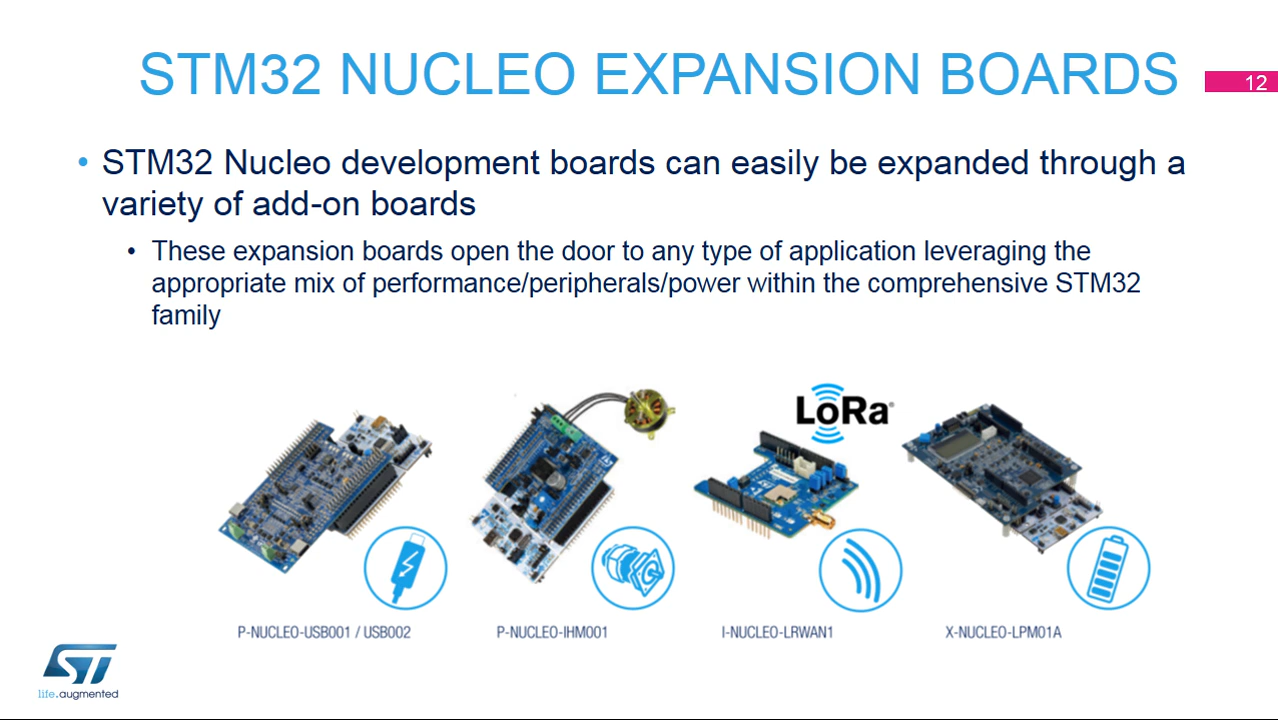 STM32 NUCLEO EXPANSION BOARDS
12
• STM32 Nucleo development boards can easily be expanded through a
variety of add-on boards
• These expansion boards open the door to any type of application leveraging the
appropriate mix of performance/peripherals/power within the comprehensive STM32
family
LoRa®
P-NUCLEO-USB001 / USB002
P-NUCLEO-IHM001
I-NUCLEO-LRWAN1
X-NUCLEO-LPM01A
ST
life.augmented